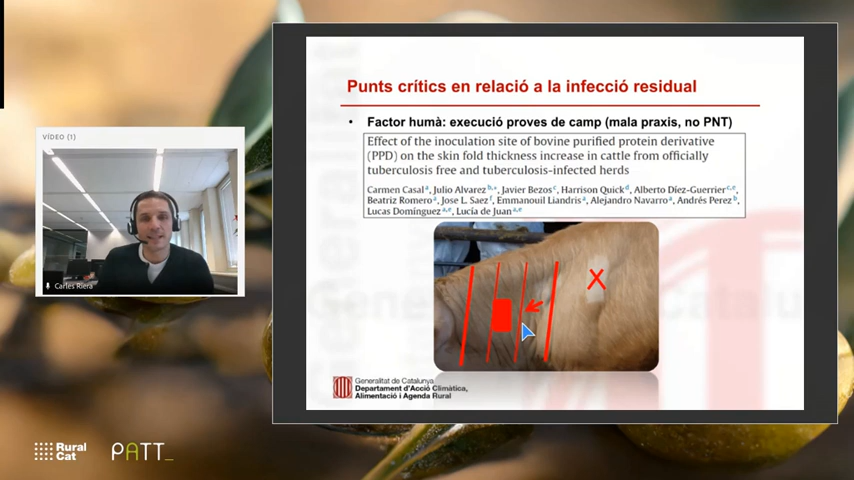 VÍDEO (1)
Carles Riera
Punts crítics en relació a la infecció residual
• Factor humà: execució proves de camp (mala praxis, no PNT)
Effect of the inoculation site of bovine purified protein derivative
(PPD) on the skin fold thickness increase in cattle from officially
tuberculosis free and tuberculosis-infected herds
Carmen Casal a, Julio Alvarez b,*, Javier Bezos c, Harrison Quick d, Alberto Díez-Guerrier c,e,
Beatriz Romero a, Jose L. Saez f, Emmanouil Liandris a, Alejandro Navarro a, Andrés Perez b,
Lucas Domínguez a,e, Lucía de Juan a,e
X
Generalitat de Catalunya
Departament d'Acció Climàtica,
Alimentació i Agenda Rural
Rural
Cat
PATT_